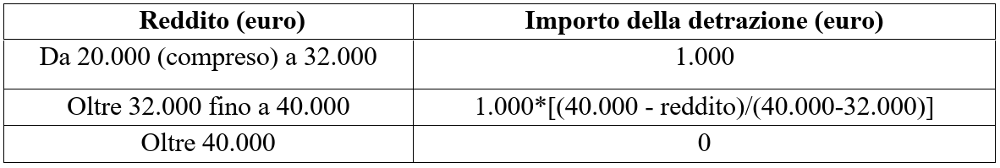 Reddito (euro) Importo della detrazione (euro)
Da 20.000 (compreso) a 32.000 1.000
Oltre 32.000 fino a 40.000 1.000*[(40.000 - reddito)/(40.000-32.000)]
Oltre 40.000 0